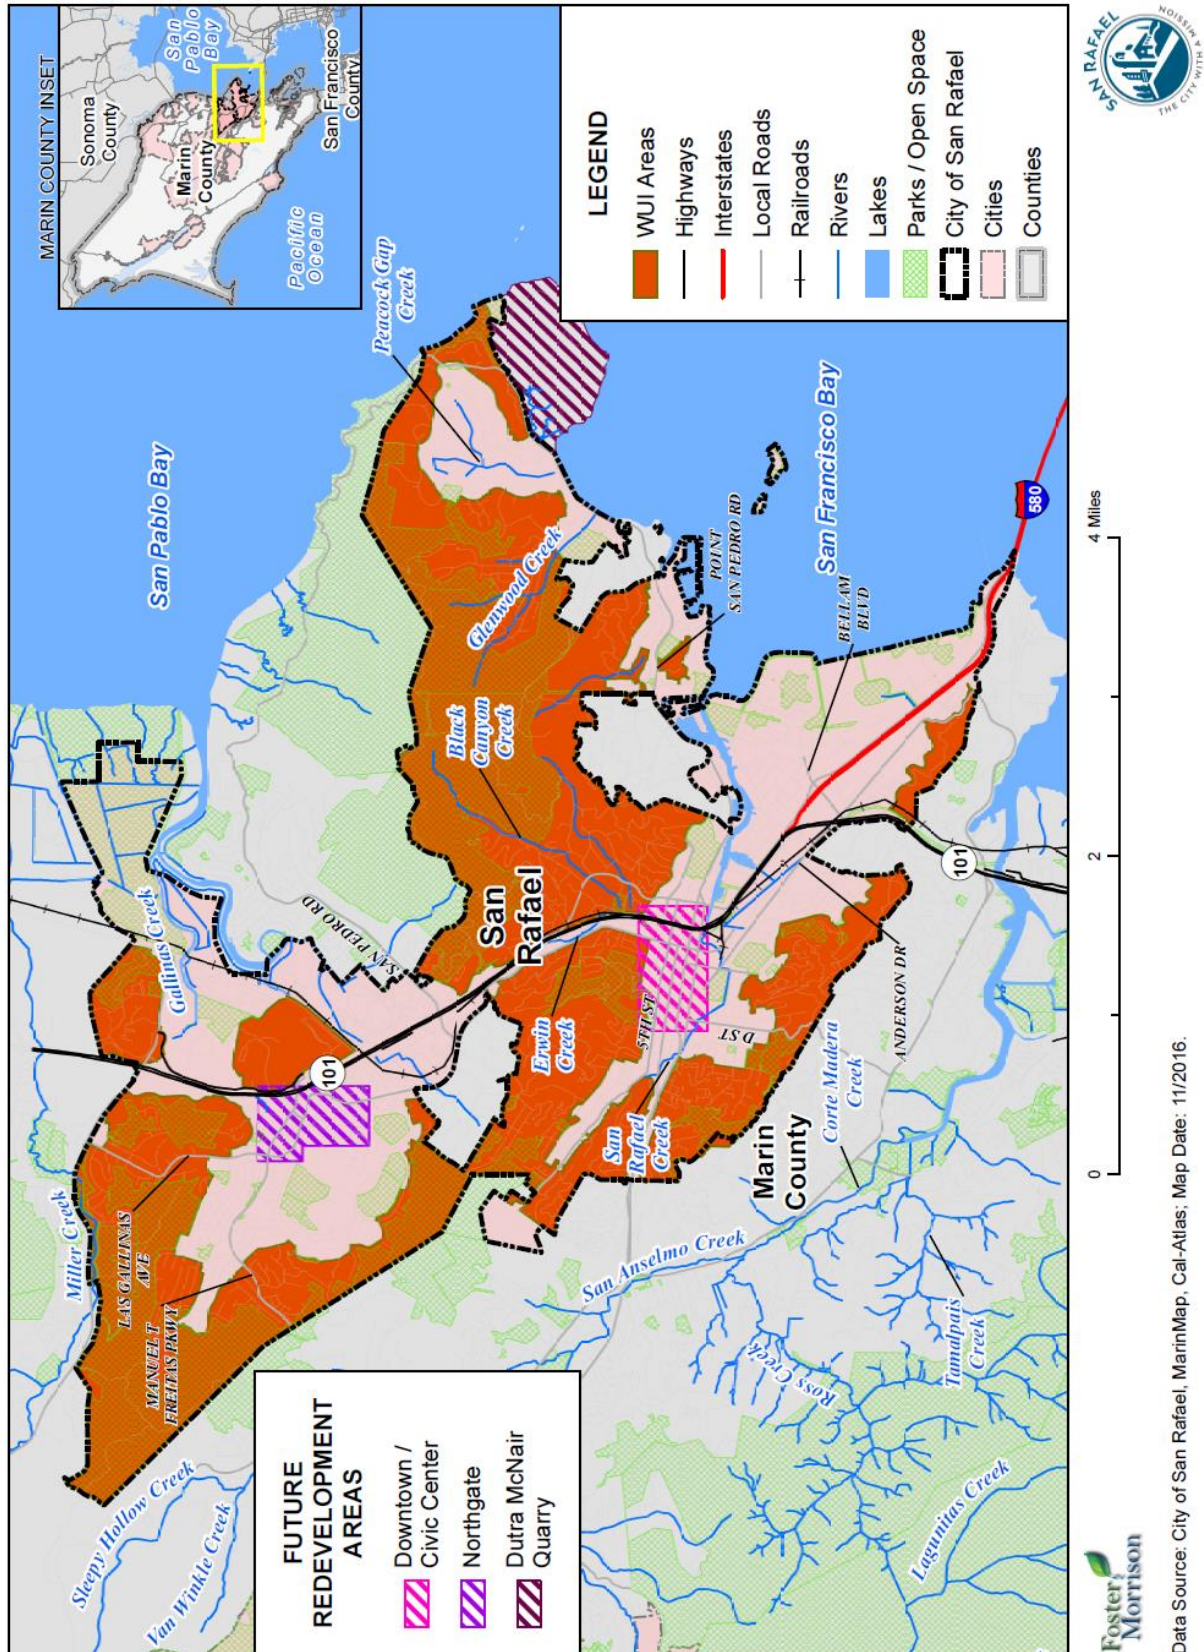 MARIN COUNTY INSET
Sonoma
County
San
Pablo
Bay
Marin
County
Pacific
Ocean
San Francisco
County
San Pablo Bay
Miller Creek
Gallinas Creek
LAS GALLINAS
AVE
MANUEL T
FREITAS PKWY
101
SAN PEDRO RD
Sleepy Hollow Creek
Van Winkle Creek
San
Rafael
Black
Canyon
Creek
Glenwood Creek
Peacock Gap
Creek
Erwin
Creek
5TH ST
D ST
San
Rafael
Creek
POINT
SAN PEDRO RD
San Francisco Bay
BELLAM
BLVD
ANDERSON DR
101
580
Marin
County
Corte Madera
Creek
San Anselmo Creek
Ross Creek
Tamalpais
Creek
Lagunitas Creek
FUTURE
REDEVELOPMENT
AREAS
Downtown /
Civic Center
Northgate
Dutra McNair
Quarry
LEGEND
WUI Areas
Highways
Interstates
Local Roads
Railroads
Rivers
Lakes
Parks / Open Space
City of San Rafael
Cities
Counties
0
2
4 Miles
Foster
Morrison
Data Source: City of San Rafael, MarinMap, Cal-Atlas; Map Date: 11/2016.
SAN RAFAEL
THE CITY WITH A MISSION